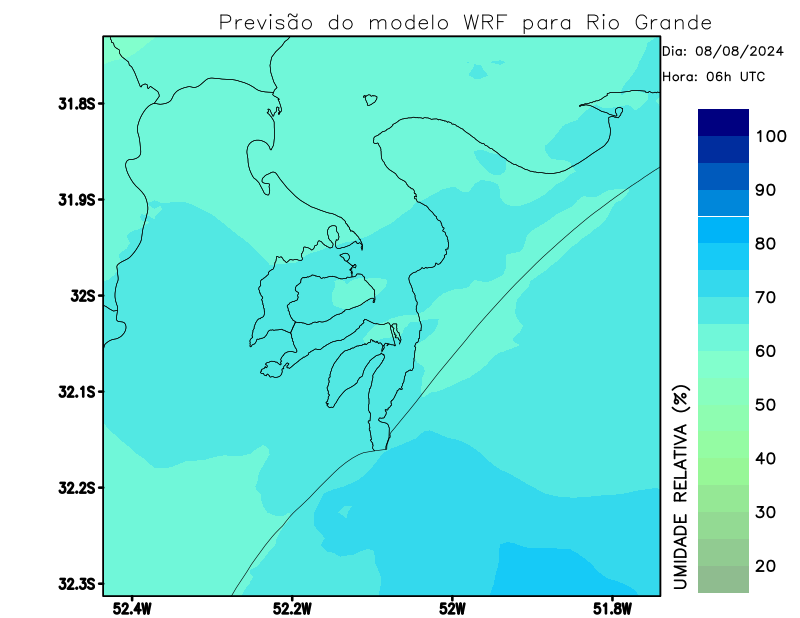 Previsão do modelo WRF para Rio Grande
Dia: 08/08/2024
Hora: 06h UTC
31.8S
31.9S
32S
32.1S
32.2S
32.3S
52.4W
52.2W
52W
51.8W
100
90
80
70
60
50
40
30
20
UMIDADE RELATIVA (%)